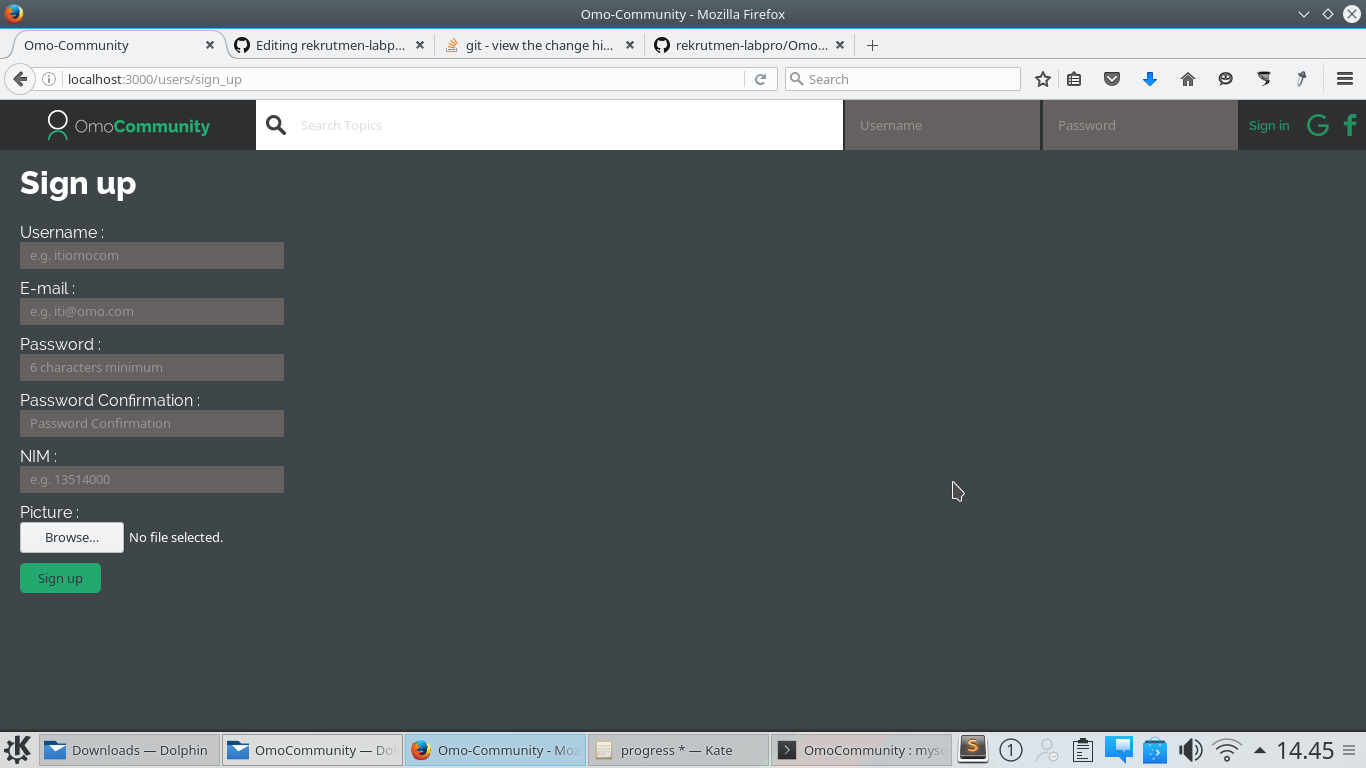 Omo-Community - Mozilla Firefox
Omo-Community
Editing rekrutmen-labp...
git - view the change hi...
rekrutmen-labpro/Omo...
localhost:3000/users/sign_up
Search
OmoCommunity
Search Topics
Username
Password
Sign in
Sign up
Username :
e.g. itiomocom
E-mail :
e.g. iti@omo.com
Password :
6 characters minimum
Password Confirmation :
Password Confirmation
NIM :
e.g. 13514000
Picture :
Browse...
No file selected.
Sign up
Downloads — Dolphin
OmoCommunity — Dol
Omo-Community - Moz
progress * — Kate
OmoCommunity : mysq
1
14.45